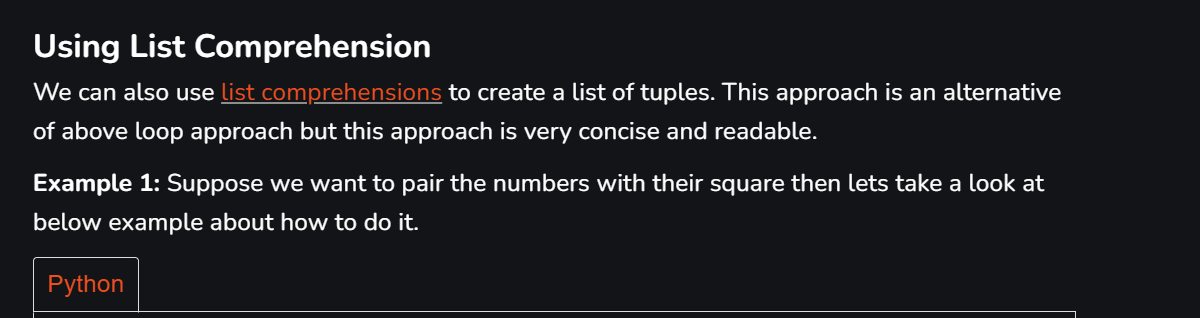 Using List Comprehension
We can also use list comprehensions to create a list of tuples. This approach is an alternative
of above loop approach but this approach is very concise and readable.
Example 1: Suppose we want to pair the numbers with their square then lets take a look at
below example about how to do it.
Python